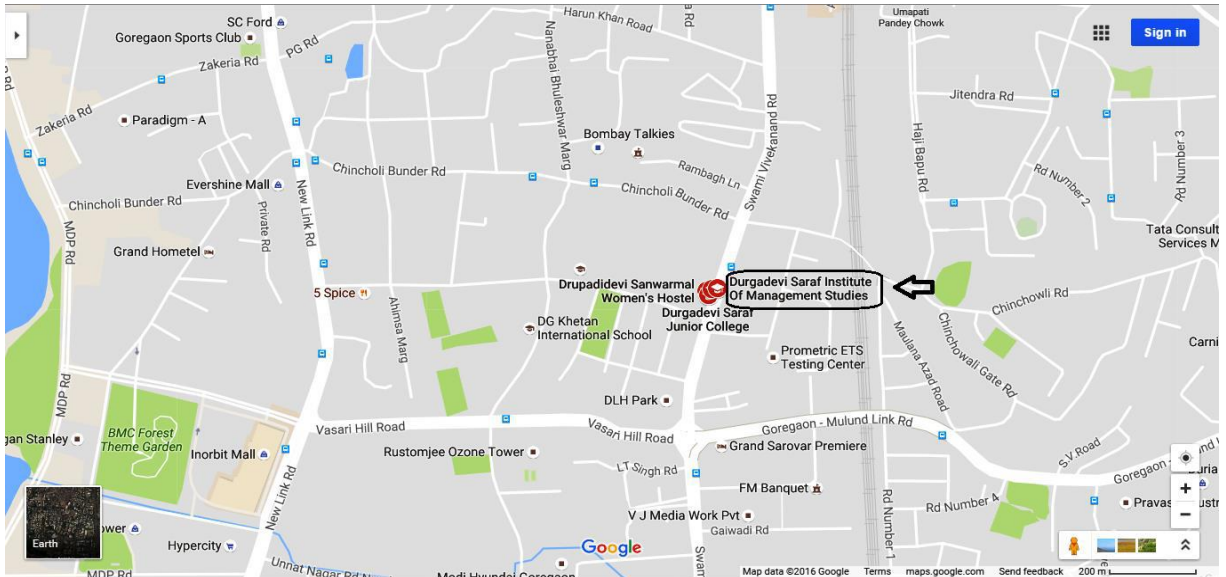 SC Ford
Goregaon Sports Club
PG Rd
Zakeria Rd
Harun Khan Road
Umapati
Pandey Chowk
Sign in
Zakeria Rd
Paradigm - A
Nanabhai Bhuleshwar Marg
Swami Vivekanand Rd
Jitendra Rd
Bombay Talkies
Haji Bapu Rd
Rd Number 3
Chincholi Bunder Rd
Rambagh Ln
Rd Number 2
Evershine Mall
New Link Rd
Chincholi Bunder Rd
Chincholi Bunder Rd
Private Rd
MDP Rd
Tata Consult
Services M
Grand Hometel
Drupadidevi Sanwarmal
Women's Hostel
Durgadevi Saraf Institute
Of Management Studies
5 Spice
Durgadevi Saraf
Junior College
Chinchowli Rd
Ahimsa Marg
DG Khetan
International School
Maulana Azad Road
Chinchowali Gate Rd
Carni
Prometric ETS
Testing Center
MDP Rd
DLH Park
Vasari Hill Road
Vasari Hill Road
Goregaon - Mulund Link Rd
gan Stanley
BMC Forest
Theme Garden
Inorbit Mall
Rustomjee Ozone Tower
Grand Sarovar Premiere
S.V.Road
LT Singh Rd
New Link Rd
FM Banquet
Rd Number 1
Rd Number 4
Pravas
ustr
V J Media Work Pvt
Gaiwadi Rd
Earth
ower
Hypercity
Google
Swam
Unnat Nagar Rd N
Modi Hyundai Goregaon
MDP Rd
Map data ©2016 Google
Terms
maps.google.com
Send feedback
200 m